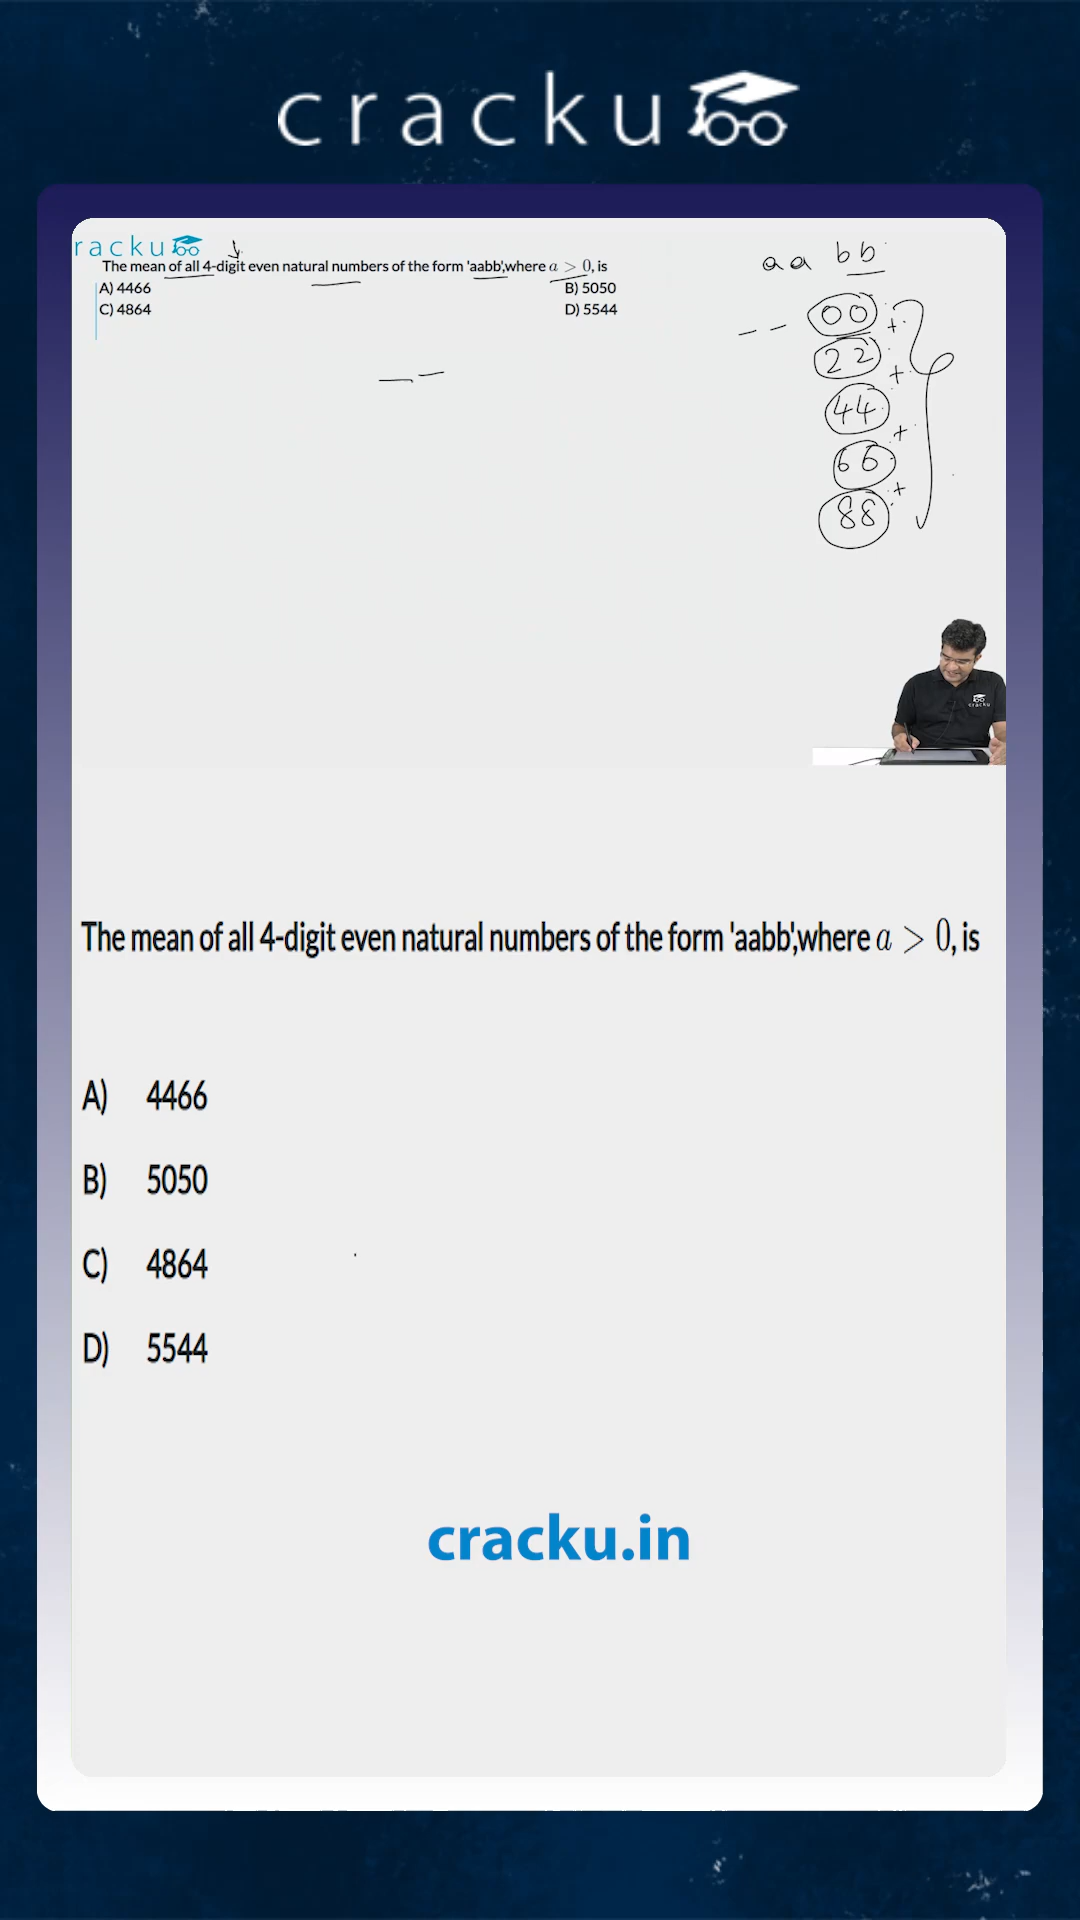 cracku
racku
The mean of all 4-digit even natural numbers of the form 'aabb',where a > 0, is
A) 4466
B) 5050
C) 4864
D) 5544
aa bb
00 +
22 +
44 +
66 +
88
cracku
The mean of all 4-digit even natural numbers of the form 'aabb',where a > 0, is
A) 4466
B) 5050
C) 4864
D) 5544
cracku.in